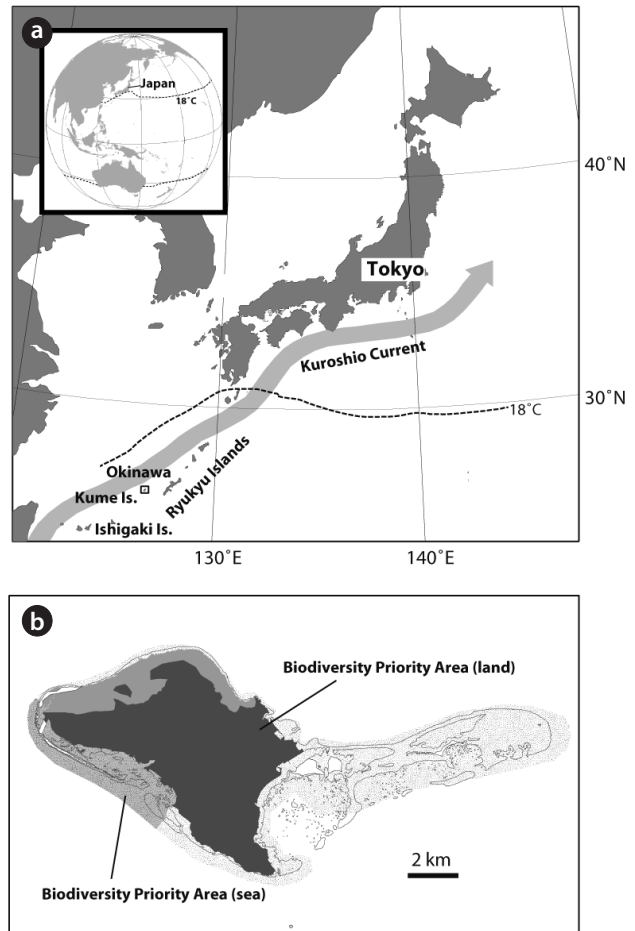 a
Japan
18˚C
40˚N
Tokyo
Kuroshio Current
30˚N
18˚C
Okinawa
Kume Is.
Ryukyu Islands
Ishigaki Is.
130˚E
140˚E
b
Biodiversity Priority Area (land)
2 km
Biodiversity Priority Area (sea)